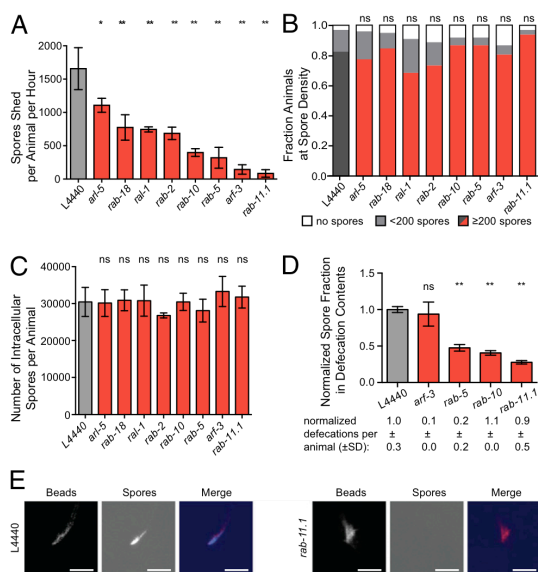 A
* ** ** ** ** ** ** **
Spores Shed
per Animal per Hour
2000
1500
1000
500
0
L4440 arl-5 rab-18 ral-1 rab-2 rab-10 rab-5 arf-3 rab-11.1
B
ns ns ns ns ns ns ns ns
Fraction Animals
at Spore Density
1.0
0.8
0.6
0.4
0.2
0.0
L4440 arl-5 rab-18 ral-1 rab-2 rab-10 rab-5 arf-3 rab-11.1
no spores <200 spores ≥200 spores
C
ns ns ns ns ns ns ns ns
Number of Intracellular
Spores per Animal
40000
30000
20000
10000
0
L4440 arl-5 rab-18 ral-1 rab-2 rab-10 rab-5 arf-3 rab-11.1
D
ns ** ** **
Normalized Spore Fraction
in Defecation Contents
1.5
1.0
0.5
0
L4440 arf-3 rab-5 rab-10 rab-11.1
normalized 1.0 0.1 0.2 1.1 0.9
defecations per ± ± ± ± ±
animal (±SD): 0.3 0.0 0.2 0.0 0.5
E
Beads Spores Merge Beads Spores Merge
L4440
rab-11.1